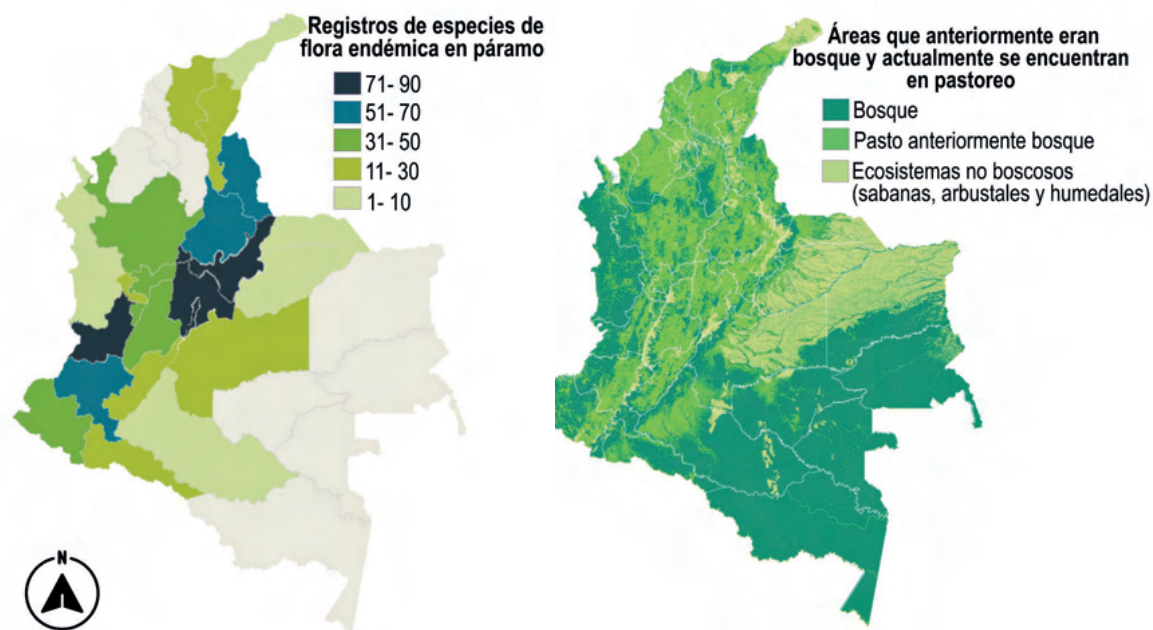 Registros de especies de
flora endémica en páramo
71- 90
51- 70
31- 50
11- 30
1- 10
N
Áreas que anteriormente eran
bosque y actualmente se encuentran
en pastoreo
Bosque
Pasto anteriormente bosque
Ecosistemas no boscosos
(sabanas, arbustales y humedales)